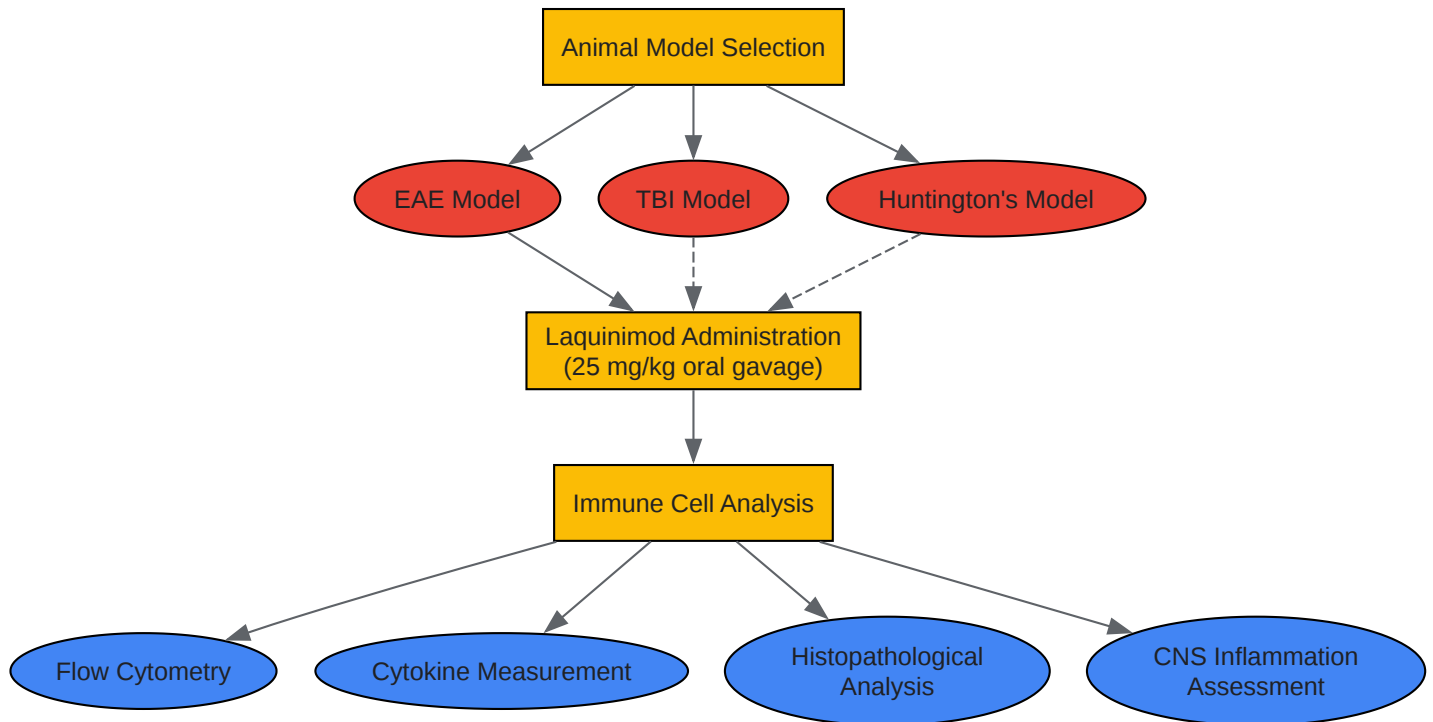 Animal Model Selection
EAE Model
TBI Model
Huntington's Model
Laquinimod Administration
(25 mg/kg oral gavage)
Immune Cell Analysis
Flow Cytometry
Cytokine Measurement
Histopathological
Analysis
CNS Inflammation
Assessment